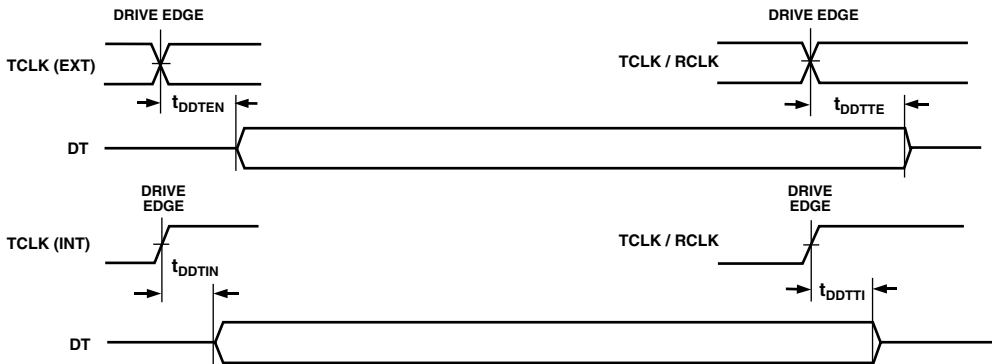 DRIVE EDGE
DRIVE EDGE
TCLK (EXT)
TCLK / RCLK
tDDTEN
tDDTTE
DT
DRIVE
EDGE
DRIVE
EDGE
TCLK (INT)
TCLK / RCLK
tDDTIN
tDDTTI
DT